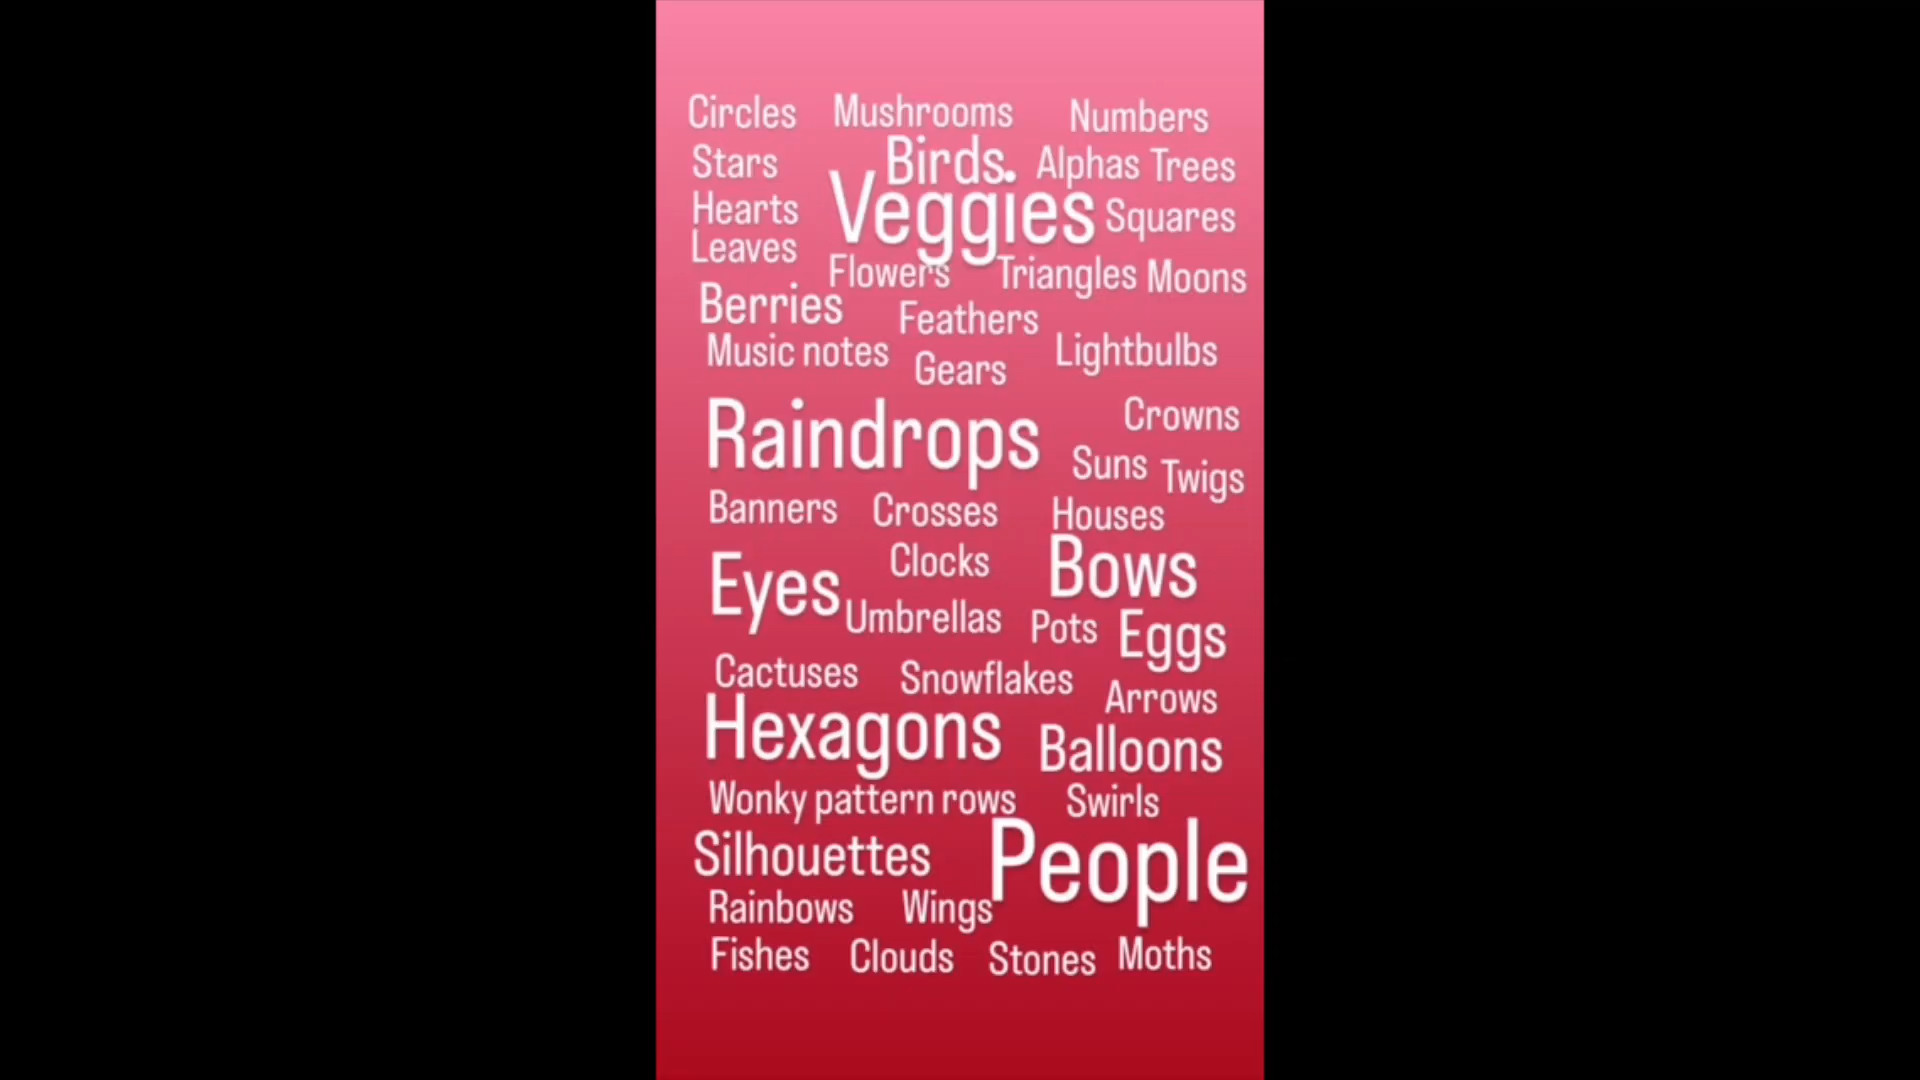 Circles Mushrooms Numbers
Stars Birds Alphas Trees
Hearts Veggies Squares
Leaves Flowers Triangles Moons
Berries Feathers
Music notes Gears Lightbulbs
Raindrops Crowns
Suns Twigs
Banners Crosses Houses
Eyes Clocks Bows
Umbrellas Pots Eggs
Cactuses Snowflakes Arrows
Hexagons Balloons
Wonky pattern rows Swirls
Silhouettes People
Rainbows Wings
Fishes Clouds Stones Moths